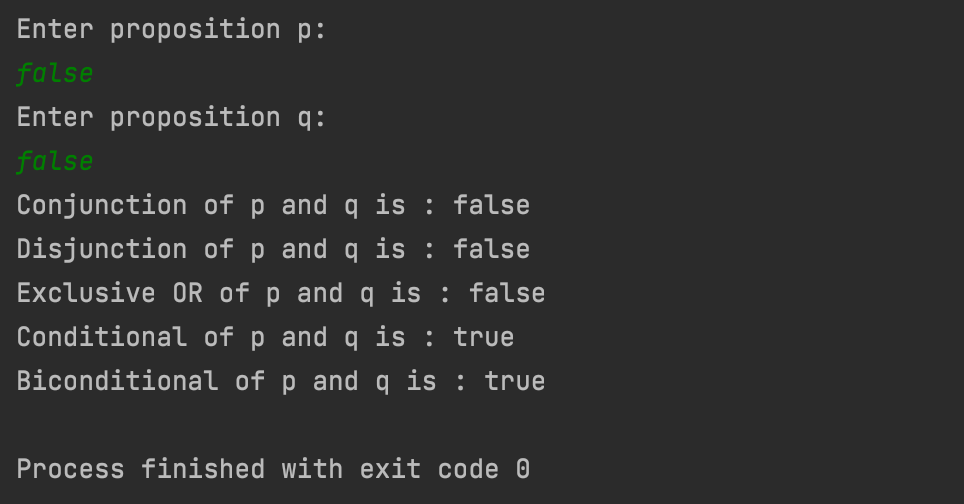 Enter proposition p:
false
Enter proposition q:
false
Conjunction of p and q is : false
Disjunction of p and q is : false
Exclusive OR of p and q is : false
Conditional of p and q is : true
Biconditional of p and q is : true
Process finished with exit code 0